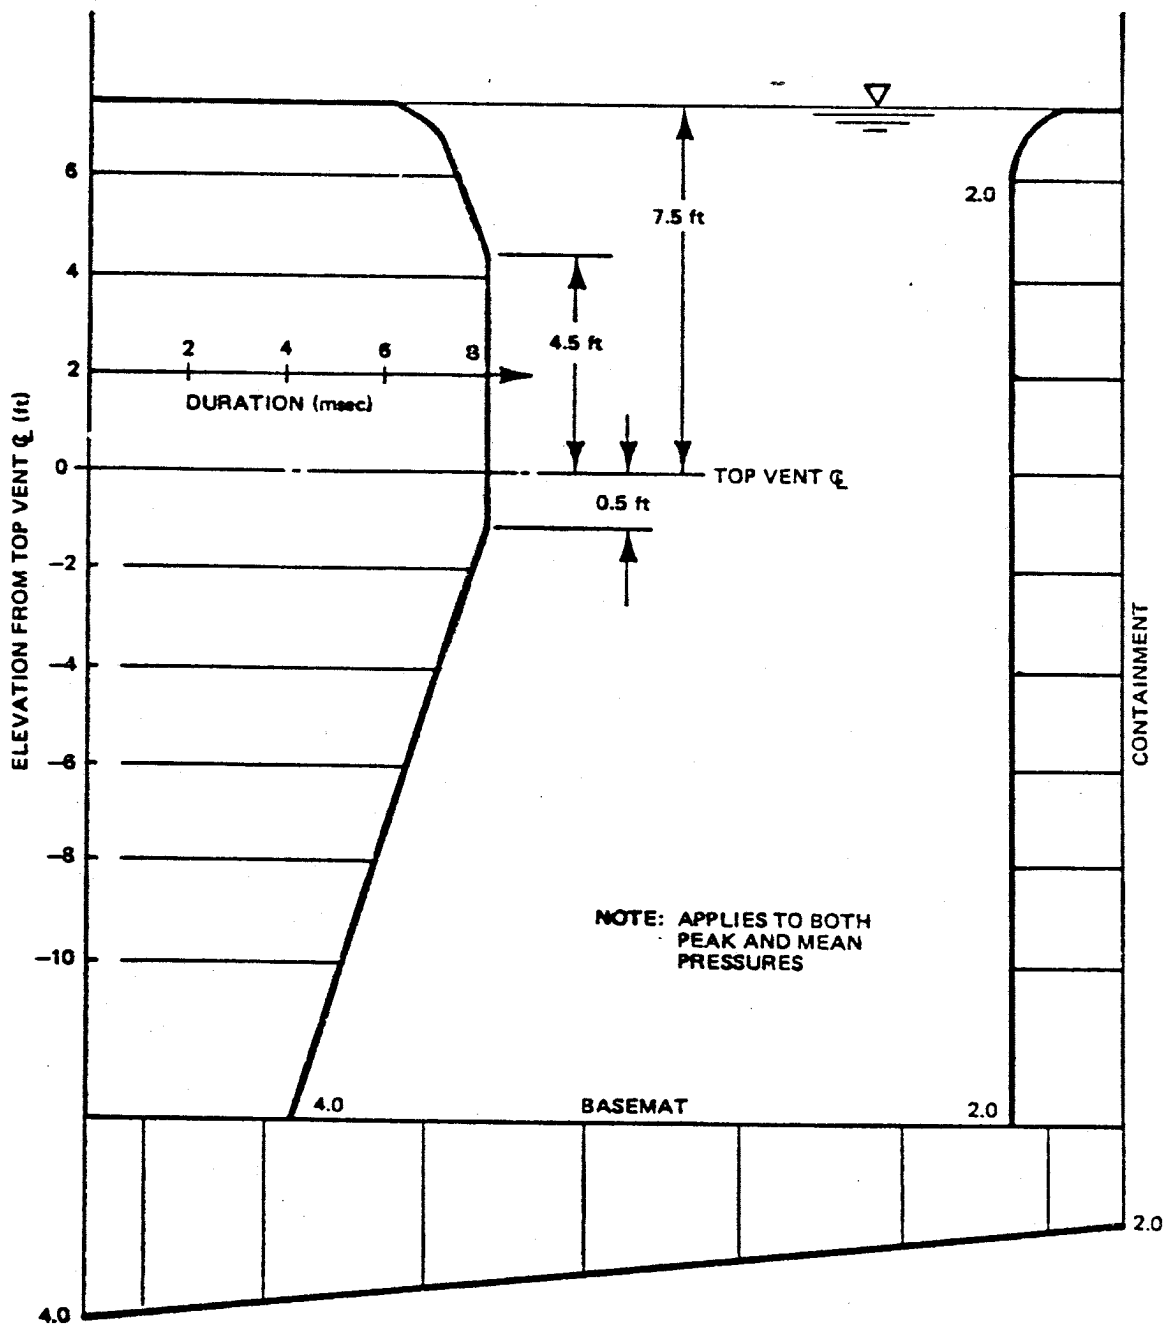 6
2.0
7.5 ft
4
2 4 6 8
4.5 ft
2
DURATION (msec)
0
TOP VENT ℄
0.5 ft
-2
-4
-6
-8
-10
ELEVATION FROM TOP VENT ℄ (ft)
CONTAINMENT
NOTE: APPLIES TO BOTH
PEAK AND MEAN
PRESSURES
4.0
BASEMAT
2.0
2.0
4.0